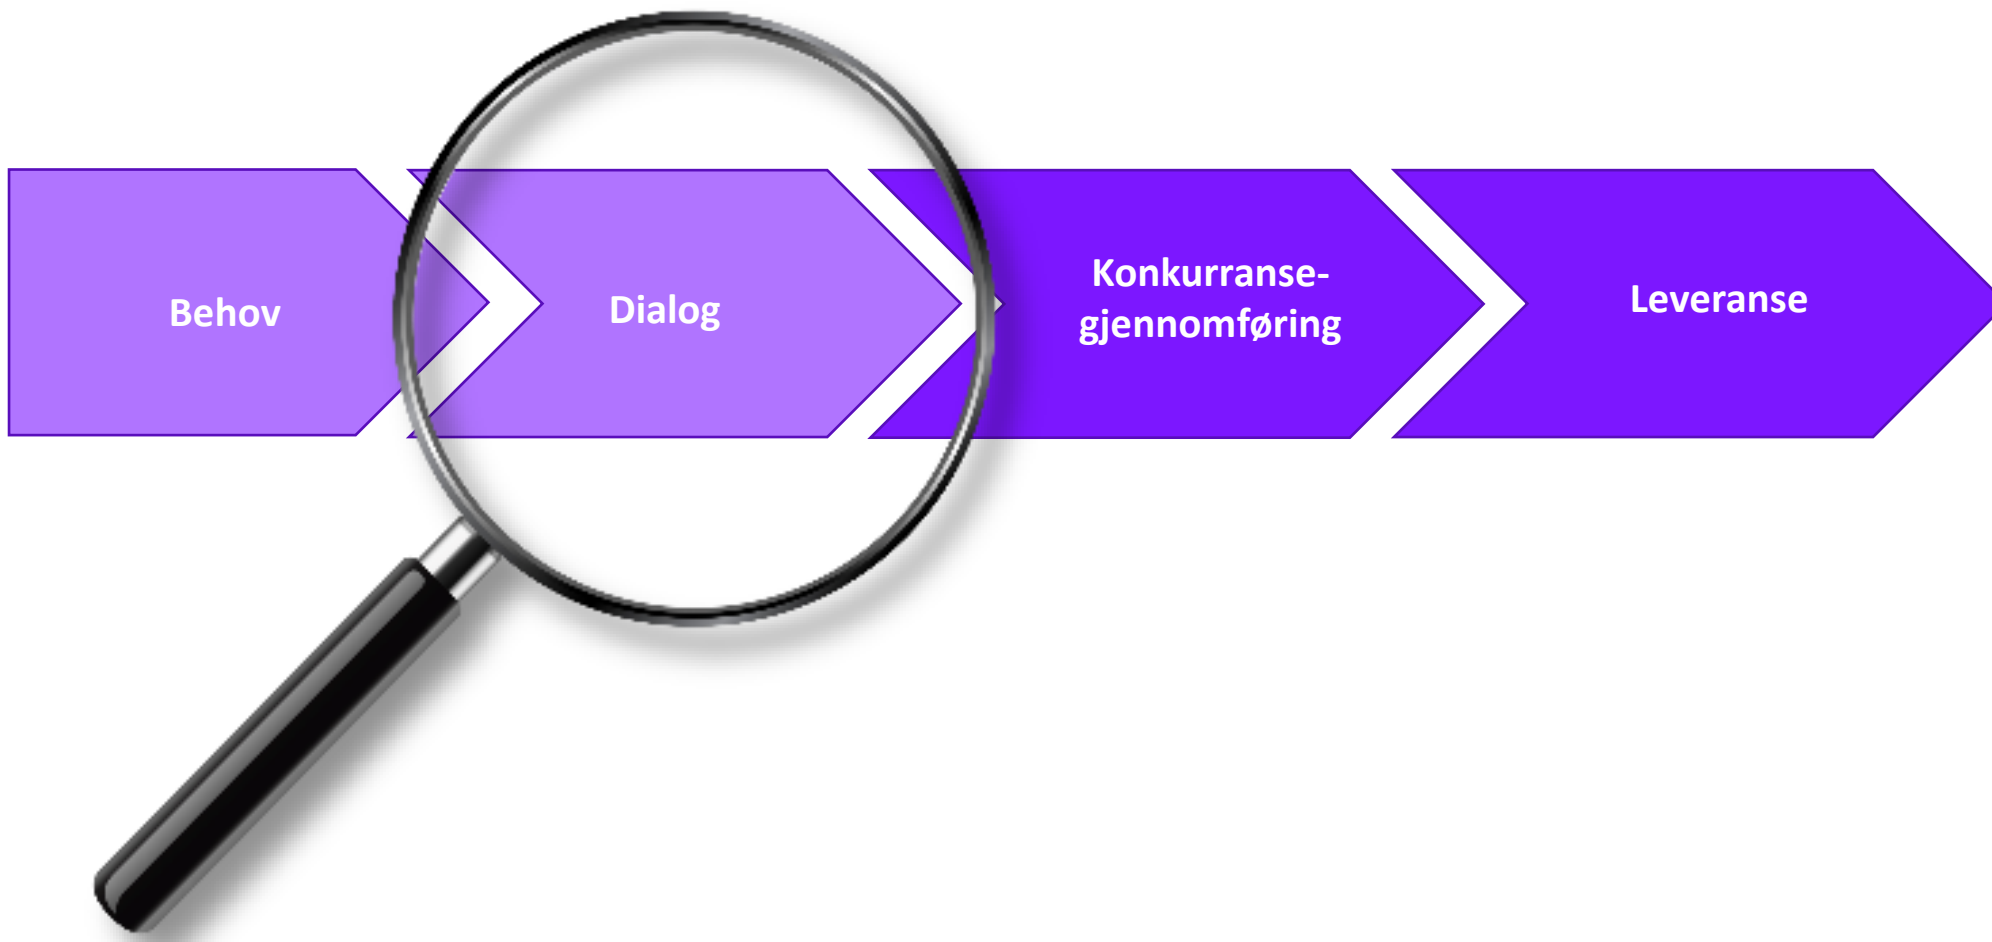 Behov
Dialog
Konkurranse-
gjennomføring
Leveranse